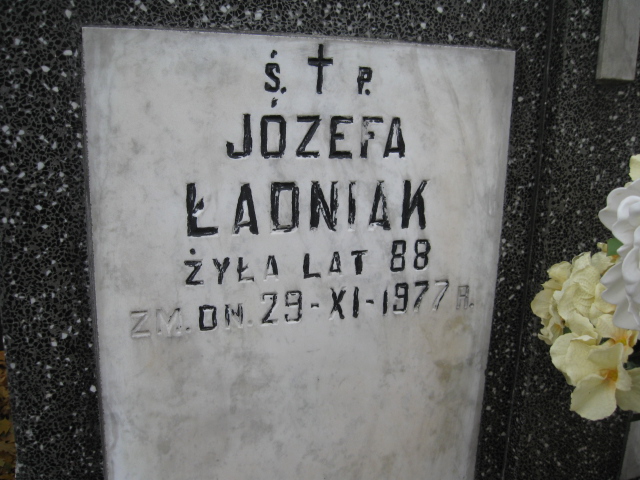 Ś. † P.
JÓZEFA
ŁADNIAK
ŻYŁA LAT 88
ZM. DN. 29-XI-1977 R.